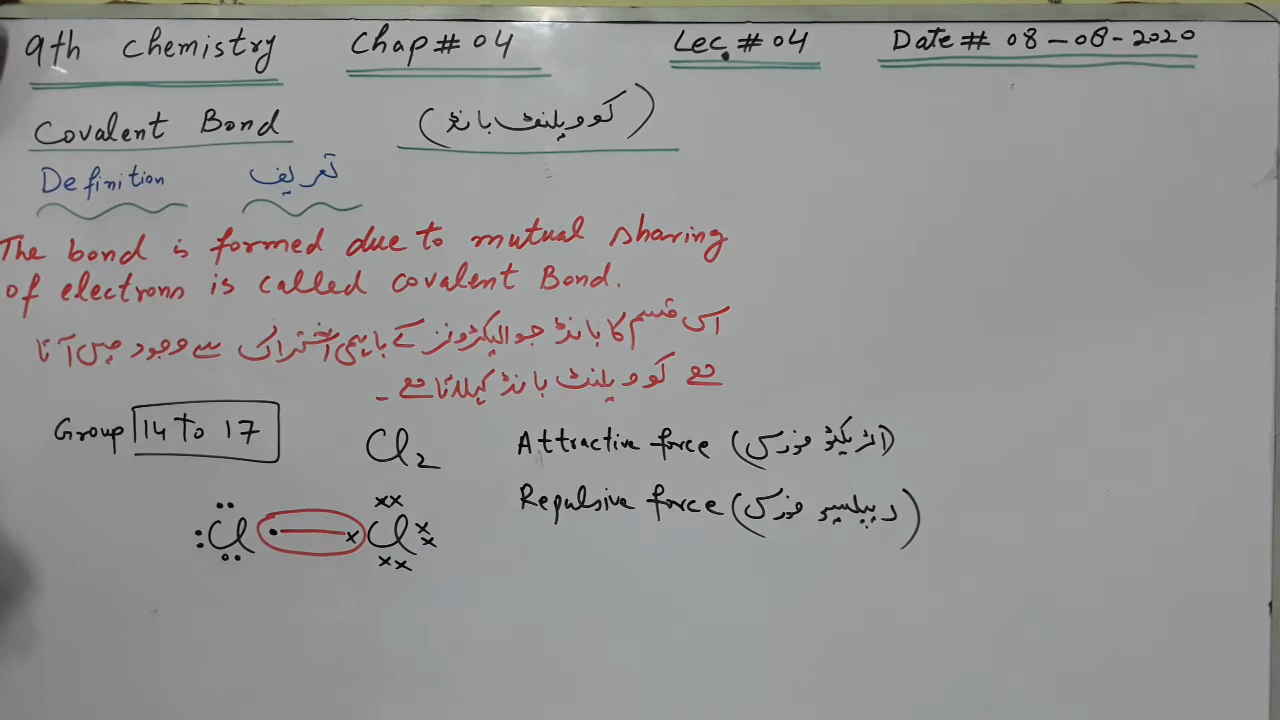 9th Chemistry Chap# 04 Lec.# 04 Date# 08-08-2020
Covalent Bond (کوویلنٹ بانڈ)
Definition تعریف
The bond is formed due to mutual sharing
of electrons is called covalent Bond.
اس قسم کا بانڈ جو الیکٹرونز کے باہمی اشتراک سے وجود میں آتا
ہے کوویلنٹ بانڈ کہلاتا ہے۔
Group 14 To 17
Cl₂
Attractive force (اٹریکٹو فورس)
Repulsive force (ریپلسیو فورس)
Cl Cl